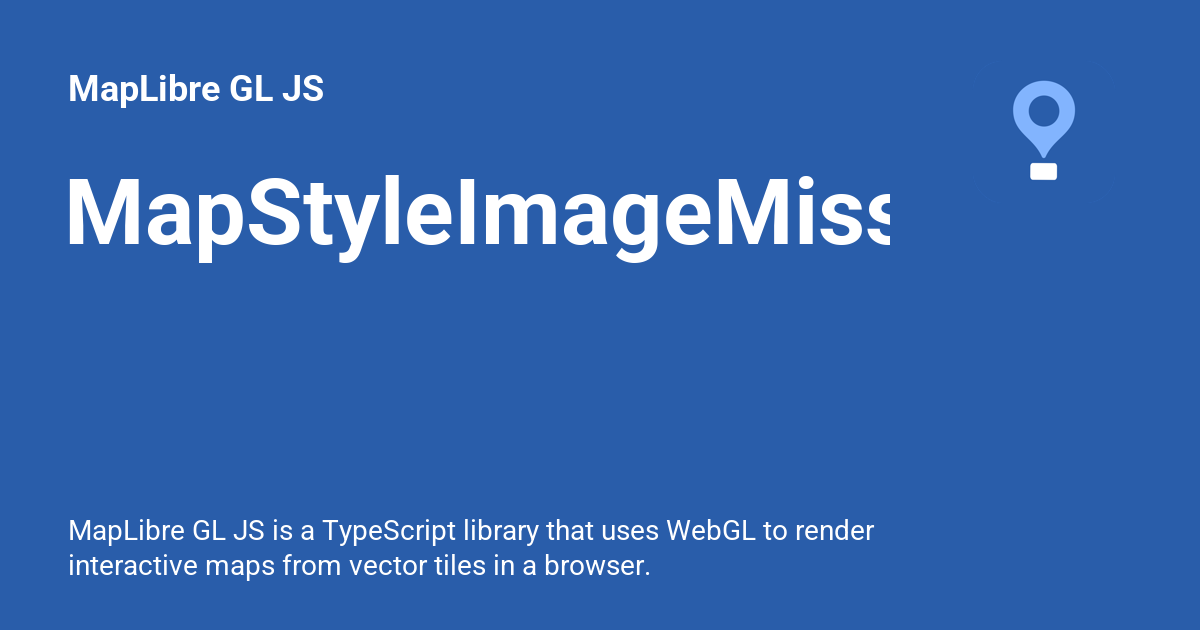 MapLibre GL JS
MapStyleImageMiss
MapLibre GL JS is a TypeScript library that uses WebGL to render
interactive maps from vector tiles in a browser.